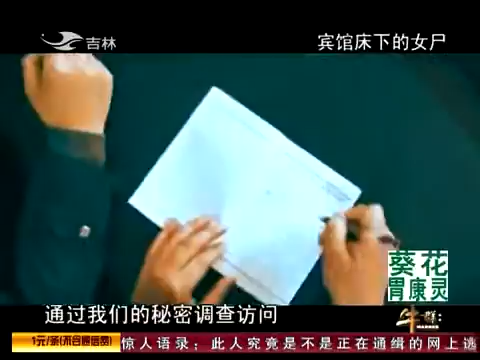 吉林
宾馆床下的女尸
葵花
胃康灵
通过我们的秘密调查访问
牛群:
1元/条(不含通信费)
惊人语录：此人究竟是不是正在通缉的网上逃